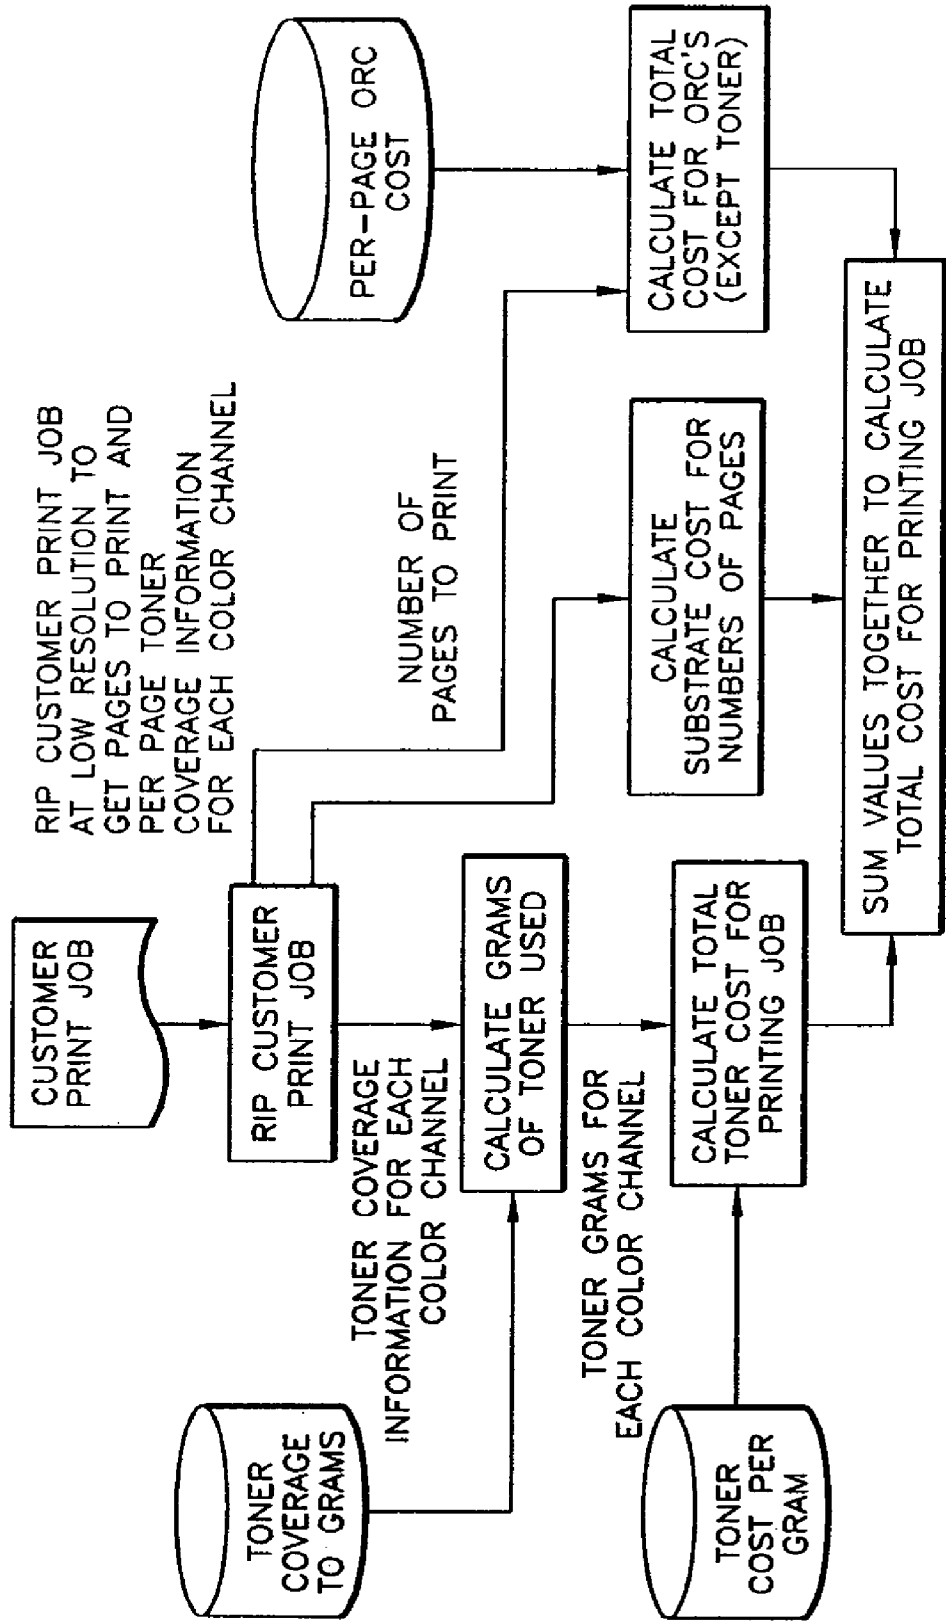 CUSTOMER
PRINT JOB
RIP CUSTOMER PRINT JOB
AT LOW RESOLUTION TO
GET PAGES TO PRINT AND
PER PAGE TONER
COVERAGE INFORMATION
FOR EACH COLOR CHANNEL
RIP CUSTOMER
PRINT JOB
TONER
COVERAGE
TO GRAMS
TONER COVERAGE
INFORMATION FOR EACH
COLOR CHANNEL
NUMBER OF
PAGES TO PRINT
PER-PAGE ORC
COST
CALCULATE GRAMS
OF TONER USED
TONER GRAMS FOR
EACH COLOR CHANNEL
CALCULATE
SUBSTRATE COST FOR
NUMBERS OF PAGES
CALCULATE TOTAL
COST FOR ORC'S
(EXCEPT TONER)
TONER
COST PER
GRAM
CALCULATE TOTAL
TONER COST FOR
PRINTING JOB
SUM VALUES TOGETHER TO CALCULATE
TOTAL COST FOR PRINTING JOB